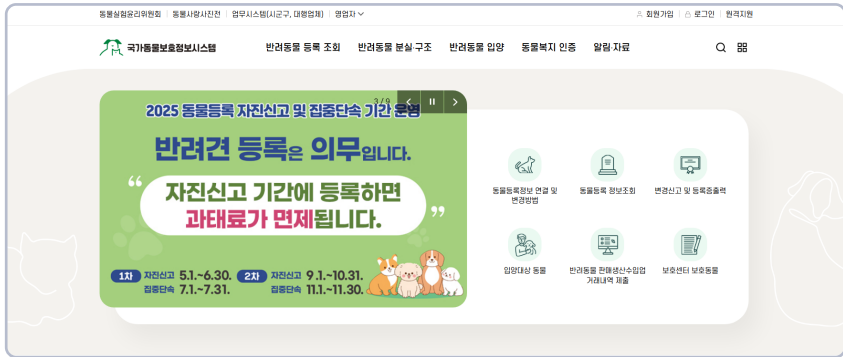 동물실험윤리위원회 동물사랑사진전 업무시스템(시군구, 대행업체) 영업자
회원가입 로그인 원격지원
국가동물보호정보시스템
반려동물 등록 조회 반려동물 분실·구조 반려동물 입양 동물복지 인증 알림·자료
3/9
2025 동물등록 자진신고 및 집중단속 기간 운영
반려견 등록은 의무입니다.
“자진신고 기간에 등록하면
과태료가 면제됩니다.”
1차 자진신고 5.1.~6.30. 2차 자진신고 9.1.~10.31.
집중단속 7.1.~7.31. 집중단속 11.1.~11.30.
동물등록정보 연결 및
변경방법
동물등록 정보조회
변경신고 및 등록증출력
입양대상 동물
반려동물 판매생산수입업
거래내역 제출
보호센터 보호동물